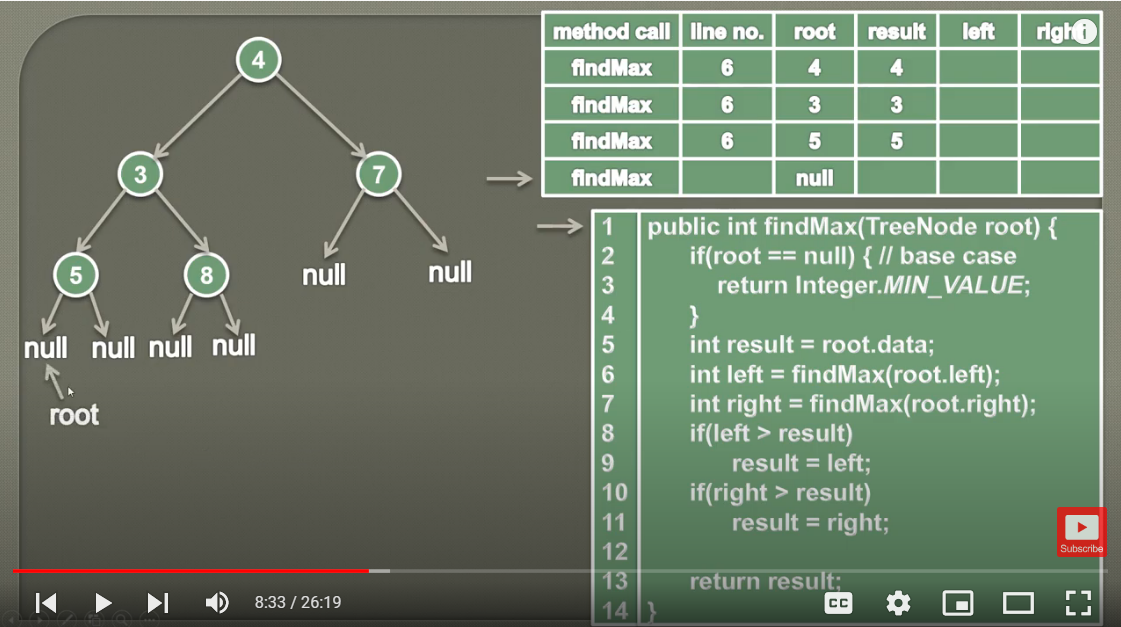 method call line no. root result left righ
findMax 6 4 4
findMax 6 3 3
findMax 6 5 5
findMax null
4
3 7
5 8 null null
null null null null
root
1 public int findMax(TreeNode root) {
2 if(root == null) { // base case
3 return Integer.MIN_VALUE;
4 }
5 int result = root.data;
6 int left = findMax(root.left);
7 int right = findMax(root.right);
8 if(left > result)
9 result = left;
10 if(right > result)
11 result = right;
12
13 return result;
14 }
Subscribe
8:33 / 26:19
CC